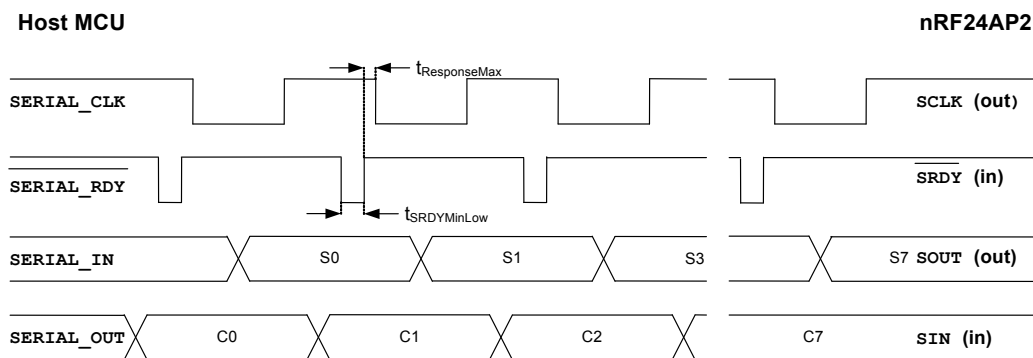 Host MCU nRF24AP2
tResponseMax
SERIAL_CLK SCLK (out)
SERIAL_RDY SRDY (in)
tSRDYMinLow
SERIAL_IN S0 S1 S3 S7 SOUT (out)
SERIAL_OUT C0 C1 C2 C7 SIN (in)